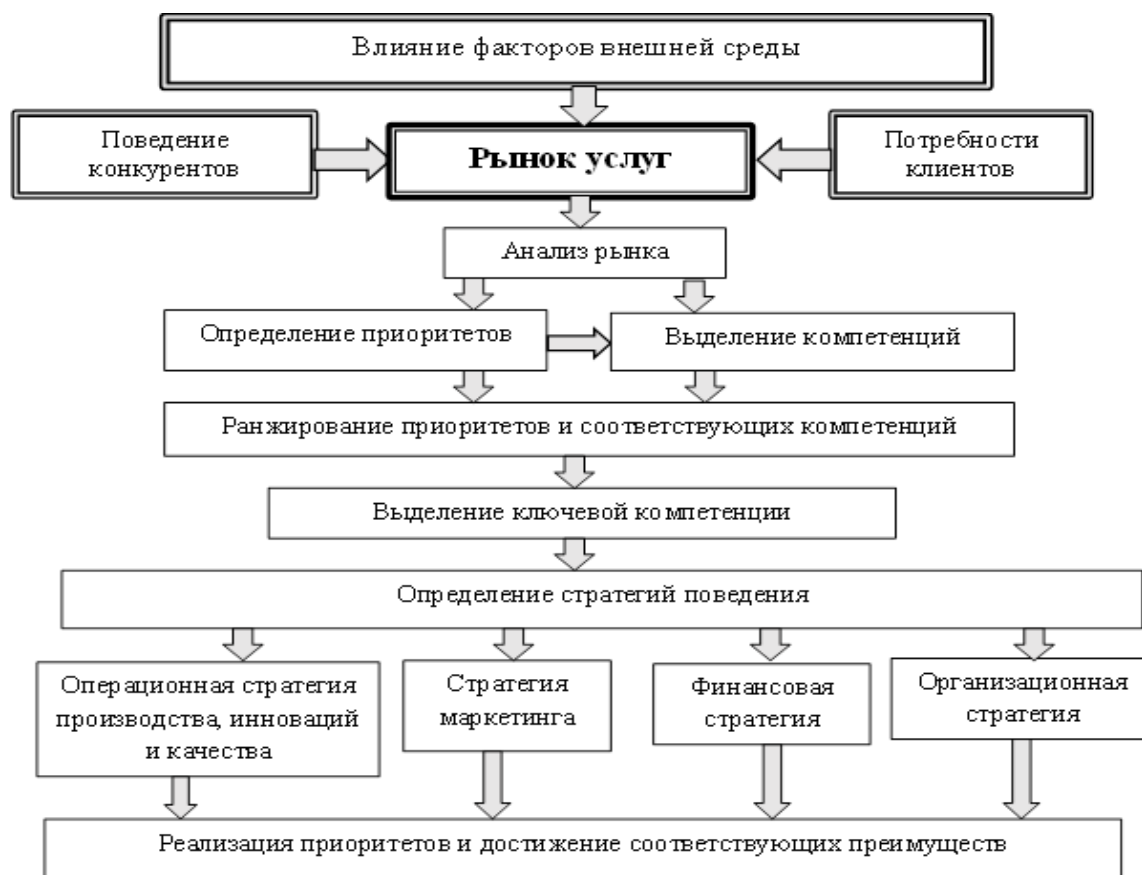 Влияние факторов внешней среды
Поведение
конкурентов
Рынок услуг
Потребности
клиентов
Анализ рынка
Определение приоритетов
Выделение компетенций
Ранжирование приоритетов и соответствующих компетенций
Выделение ключевой компетенции
Определение стратегий поведения
Операционная стратегия
производства, инноваций
и качества
Стратегия
маркетинга
Финансовая
стратегия
Организационная
стратегия
Реализация приоритетов и достижение соответствующих преимуществ